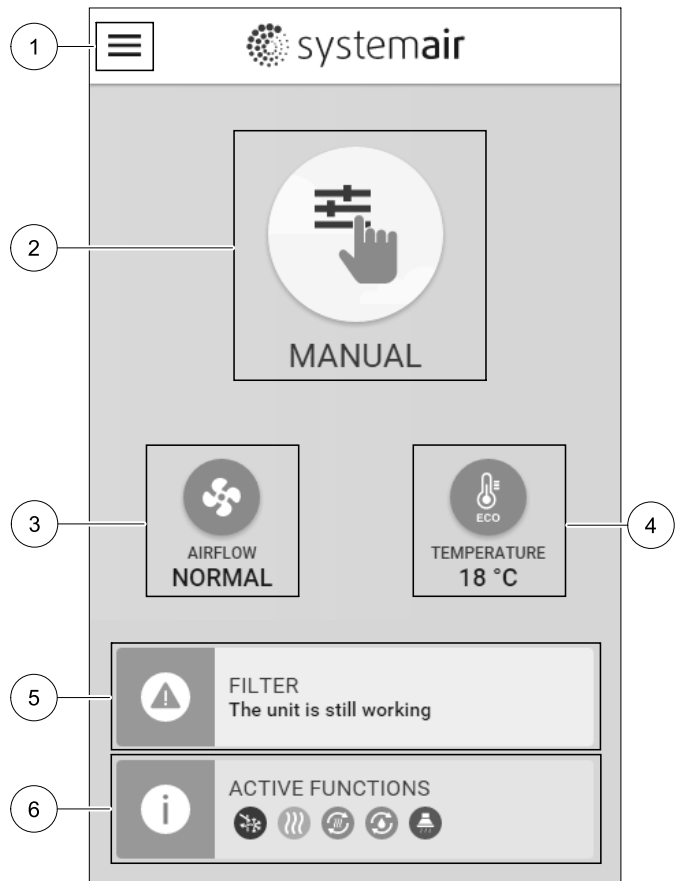 1
systemair
2
MANUAL
3
AIRFLOW
NORMAL
ECO
TEMPERATURE
18 °C
4
5
FILTER
The unit is still working
6
ACTIVE FUNCTIONS